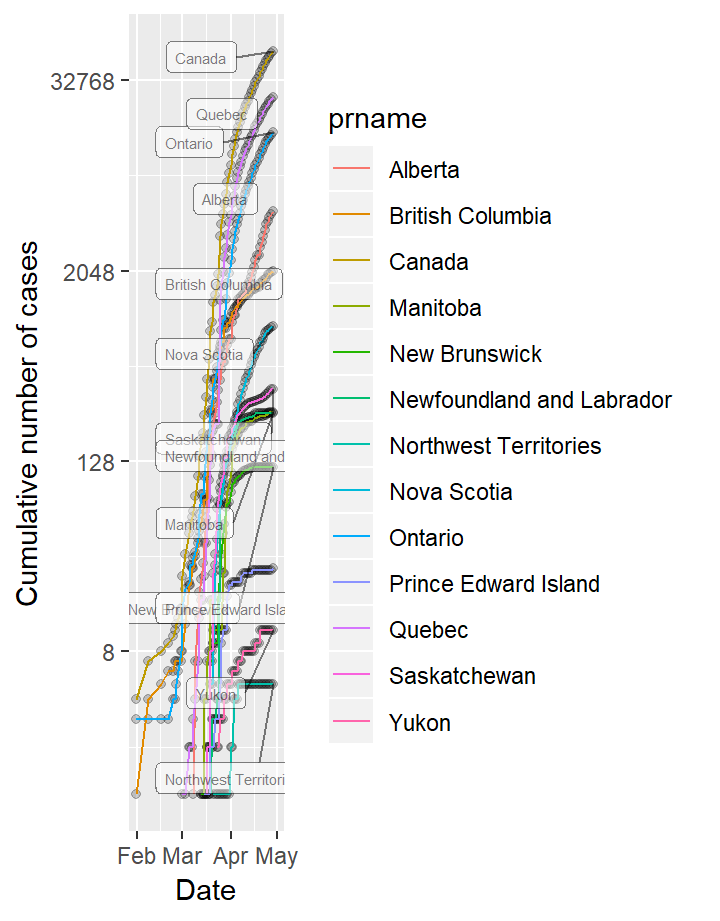 Cumulative number of cases
32768
2048
128
8
Canada
Quebec
Ontario
Alberta
British Columbia
Nova Scotia
Saskatchewan
Newfoundland and
Manitoba
New
Prince Edward Isla
Yukon
Northwest Territori
Feb Mar Apr May
Date
prname
Alberta
British Columbia
Canada
Manitoba
New Brunswick
Newfoundland and Labrador
Northwest Territories
Nova Scotia
Ontario
Prince Edward Island
Quebec
Saskatchewan
Yukon